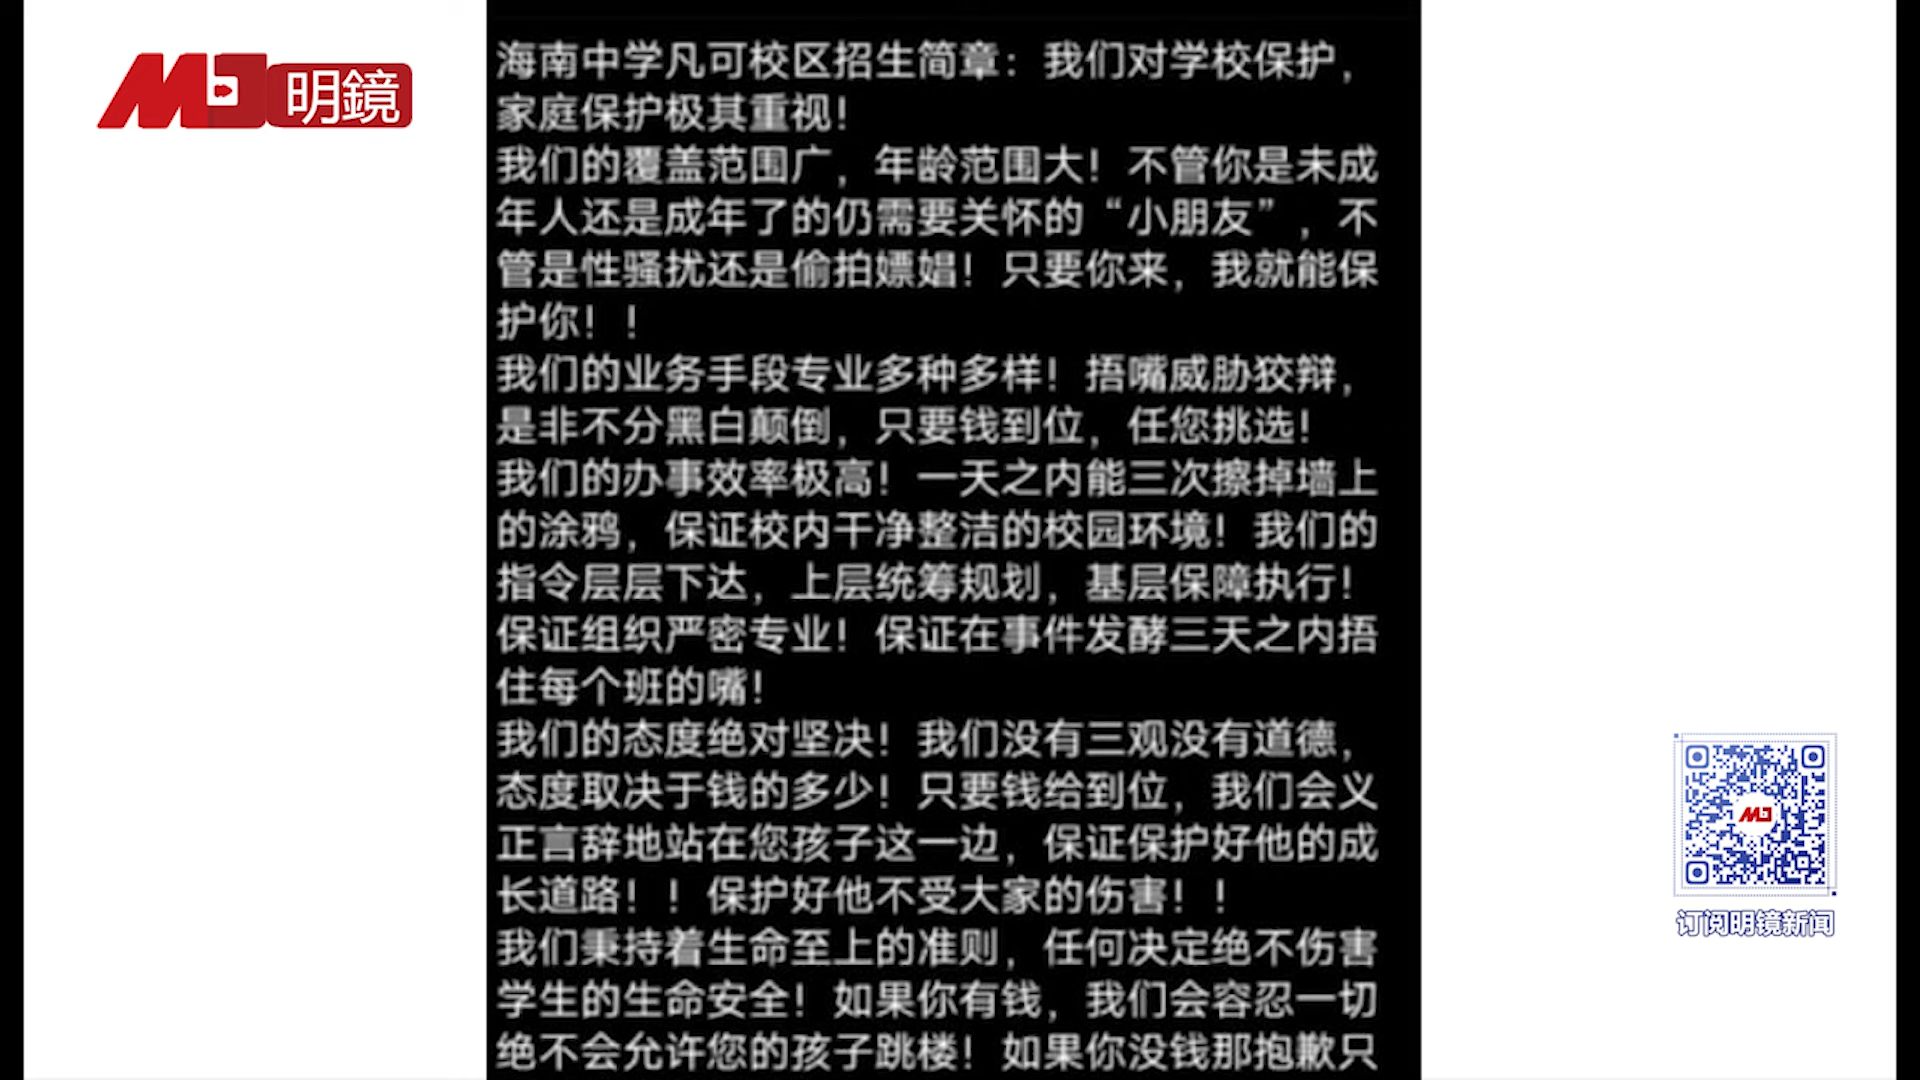 明鏡
海南中学凡可校区招生简章：我们对学校保护，
家庭保护极其重视！
我们的覆盖范围广，年龄范围大！不管你是未成
年人还是成年了的仍需要关怀的“小朋友”，不
管是性骚扰还是偷拍嫖娼！只要你来，我就能保
护你！！
我们的业务手段专业多种多样！捂嘴威胁狡辩，
是非不分黑白颠倒，只要钱到位，任您挑选！
我们的办事效率极高！一天之内能三次擦掉墙上
的涂鸦，保证校内干净整洁的校园环境！我们的
指令层层下达，上层统筹规划，基层保障执行！
保证组织严密专业！保证在事件发酵三天之内捂
住每个班的嘴！
我们的态度绝对坚决！我们没有三观没有道德，
态度取决于钱的多少！只要钱给到位，我们会义
正言辞地站在您孩子这一边，保证保护好他的成
长道路！！保护好他不受大家的伤害！！
我们秉持着生命至上的准则，任何决定绝不伤害
学生的生命安全！如果你有钱，我们会容忍一切
绝不会允许您的孩子跳楼！如果你没钱那抱歉只
订阅明镜新闻